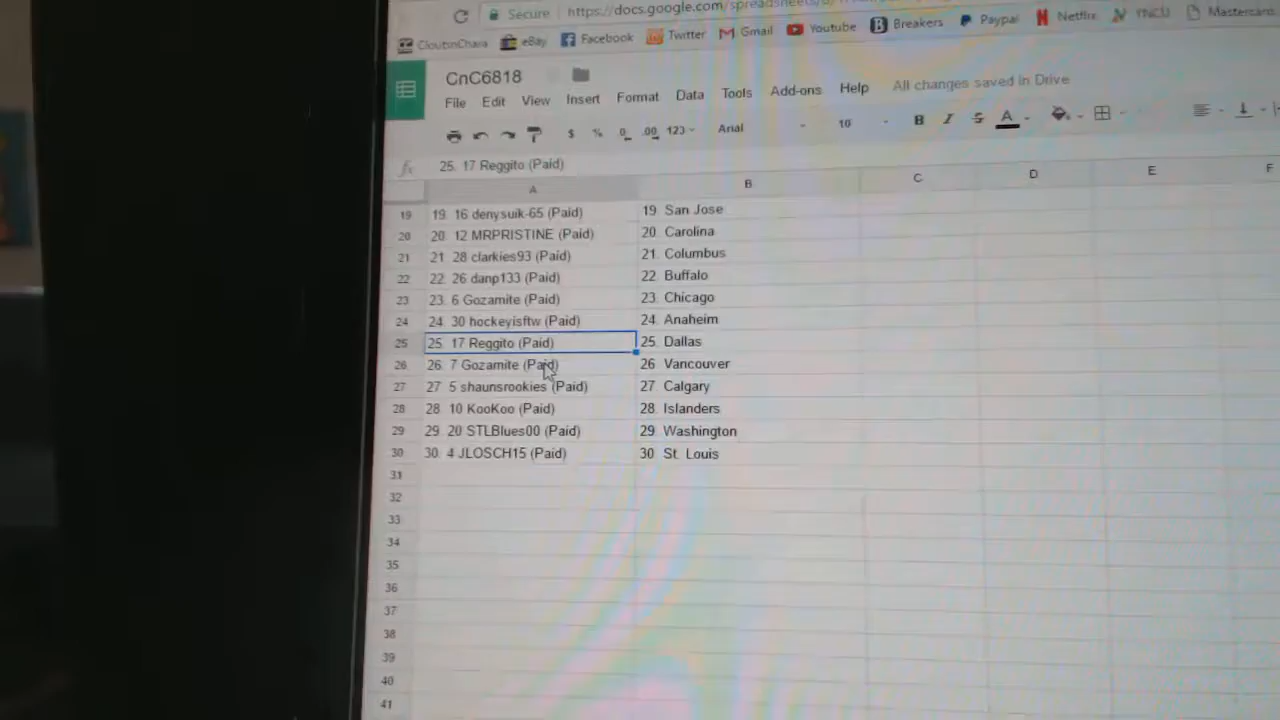 Secure https://docs.google.com/spreadsheets/d/
CloutsnChara eBay Facebook Twitter Gmail Youtube Breakers Paypal Netflix YNCU Mastercard
CnC6818
File Edit View Insert Format Data Tools Add-ons Help All changes saved in Drive
$ % .0 .00 123 Arial 10 B I S A
fx 25. 17 Reggito (Paid)
A B C D E F
19 19. 16 denysuik-65 (Paid) 19. San Jose
20 20. 12 MRPRISTINE (Paid) 20. Carolina
21 21. 28 clarkies93 (Paid) 21. Columbus
22 22. 26 danp133 (Paid) 22. Buffalo
23 23. 6 Gozamite (Paid) 23. Chicago
24 24. 30 hockeyisftw (Paid) 24. Anaheim
25 25. 17 Reggito (Paid) 25. Dallas
26 26. 7 Gozamite (Paid) 26. Vancouver
27 27. 5 shaunsrookies (Paid) 27. Calgary
28 28. 10 KooKoo (Paid) 28. Islanders
29 29. 20 STLBlues00 (Paid) 29. Washington
30 30. 4 JLOSCH15 (Paid) 30. St. Louis
31
32
33
34
35
36
37
38
39
40
41